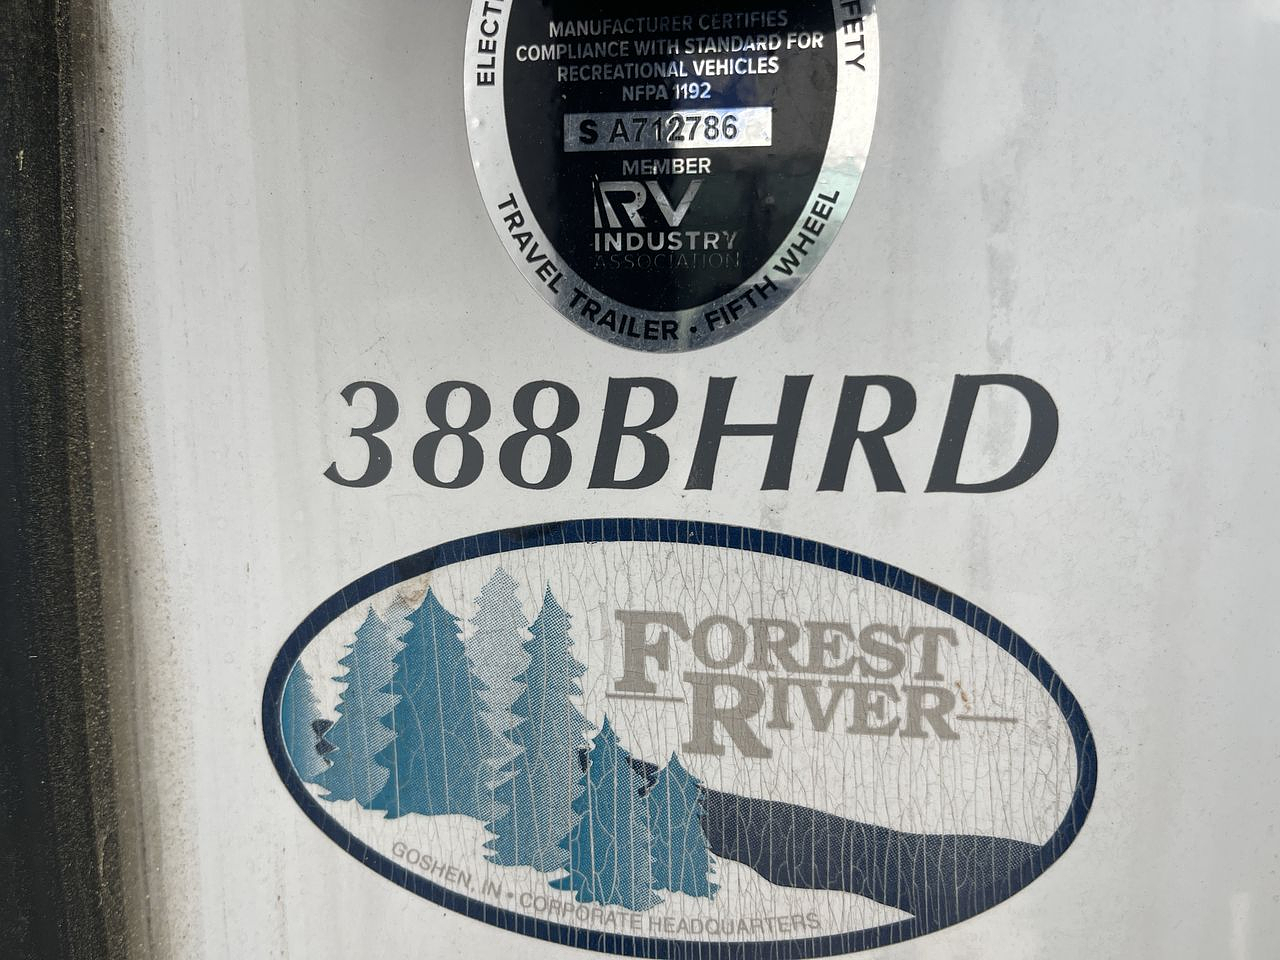 ELECT
FETY
MANUFACTURER CERTIFIES
COMPLIANCE WITH STANDARD FOR
RECREATIONAL VEHICLES
NFPA 1192
S A712786
MEMBER
RV
INDUSTRY
ASSOCIATION
TRAVEL TRAILER • FIFTH WHEEL
388BHRD
FOREST
RIVER
GOSHEN, IN • CORPORATE HEADQUARTERS